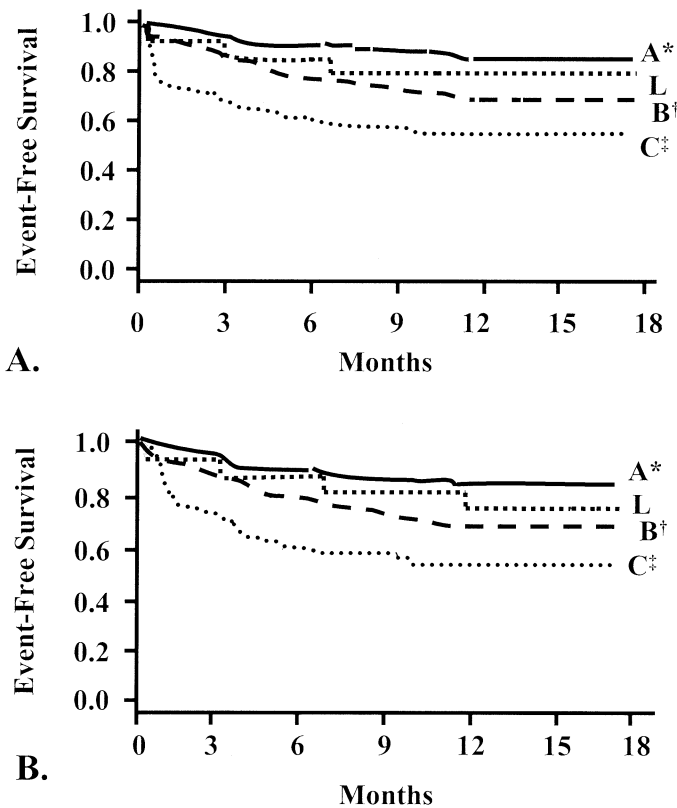 Event-Free Survival
1.0
0.8
0.6
0.4
0.2
0.0
A*
L
B†
C‡
0 3 6 9 12 15 18
Months
A.
Event-Free Survival
1.0
0.8
0.6
0.4
0.2
0.0
A*
L
B†
C‡
0 3 6 9 12 15 18
Months
B.